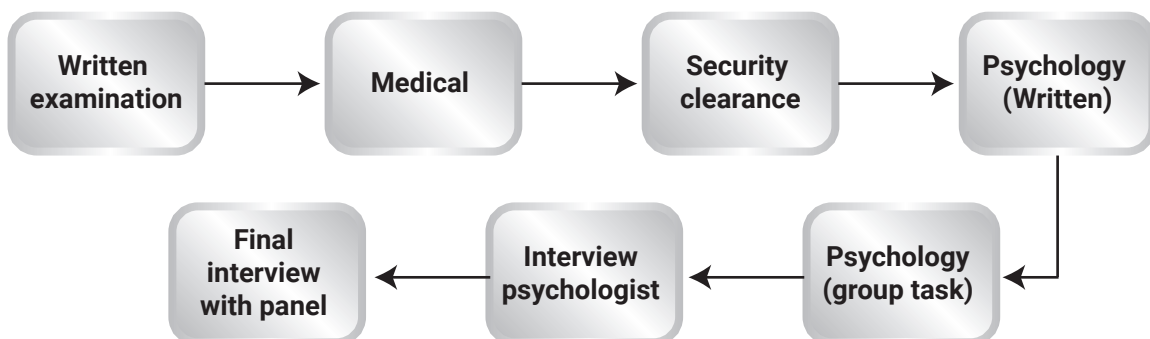 Written
examination
Medical
Security
clearance
Psychology
(Written)
Psychology
(group task)
Interview
psychologist
Final
interview
with panel